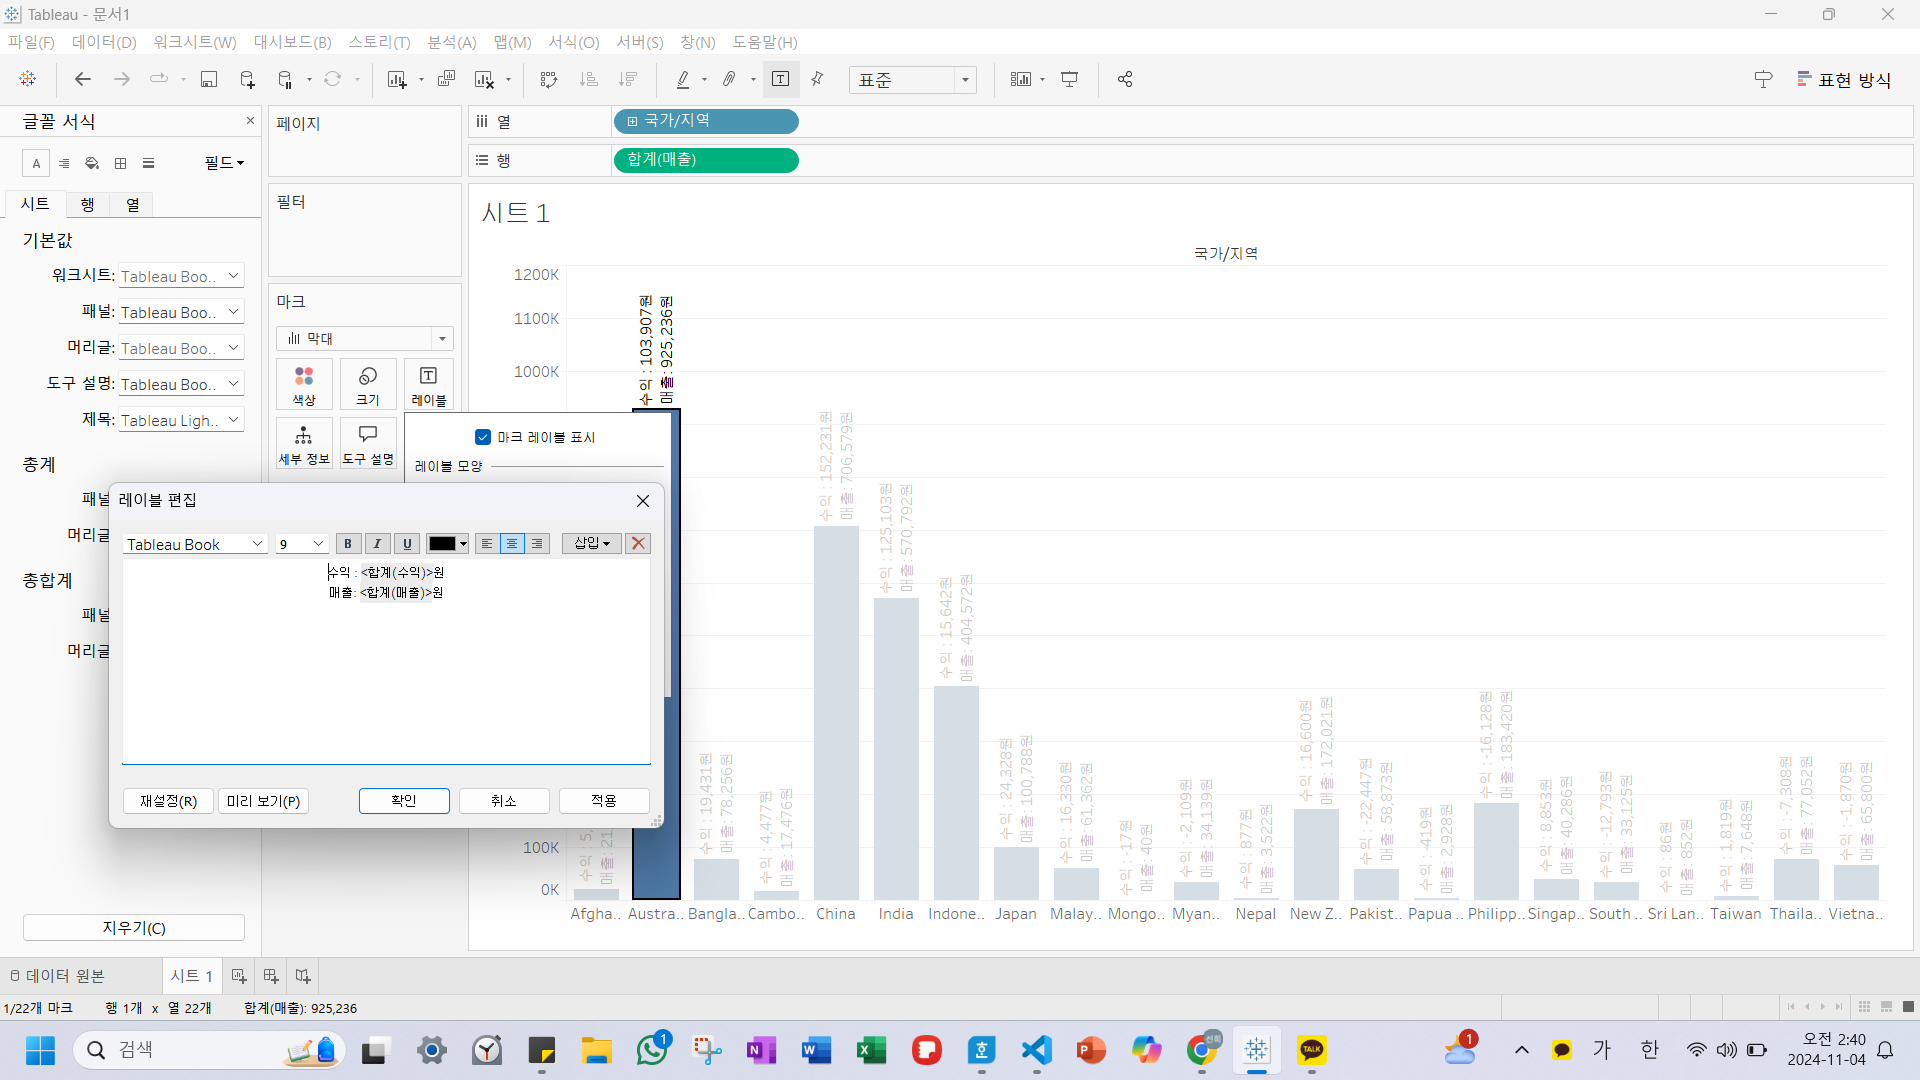 Tableau - 문서1
파일(F) 데이터(D) 워크시트(W) 대시보드(B) 스토리(T) 분석(A) 맵(M) 서식(O) 서버(S) 창(N) 도움말(H)
표준
표현 방식
글꼴 서식
페이지
열
국가/지역
A
필드
행
합계(매출)
시트 행 열
필터
시트 1
기본값
워크시트: Tableau Boo..
패널: Tableau Boo..
머리글: Tableau Boo..
도구 설명: Tableau Boo..
제목: Tableau Ligh..
총계
패널
머리글
총합계
패널
머리글
지우기(C)
마크
막대
색상 크기 레이블
세부 정보 도구 설명
마크 레이블 표시
레이블 모양
레이블 편집
Tableau Book 9 B I U 삽입
수익 : <합계(수익)>원
매출: <합계(매출)>원
재설정(R) 미리 보기(P) 확인 취소 적용
국가/지역
1200K
1100K
1000K
100K
0K
수익 : 5,
매출: 21
수익 : 103,907원
매출: 925,236원
수익 : 19,431원
매출: 78,256원
수익 : 4,477원
매출: 17,476원
수익 : 152,231원
매출: 706,579원
수익 : 125,103원
매출: 570,792원
수익 : 15,642원
매출: 404,572원
수익 : 24,328원
매출: 100,788원
수익 : 16,330원
매출: 61,362원
수익 : -17원
매출: 40원
수익 : -2,109원
매출: 34,139원
수익 : 877원
매출: 3,522원
수익 : 16,600원
매출: 172,021원
수익 : -22,447원
매출: 58,873원
수익 : -419원
매출: 2,928원
수익 : -16,128원
매출: 183,420원
수익 : 8,853원
매출: 40,286원
수익 : -12,793원
매출: 33,125원
수익 : 86원
매출: 852원
수익 : 1,819원
매출: 7,648원
수익 : -7,308원
매출: 77,052원
수익 : -1,870원
매출: 65,800원
Afgha.. Austra.. Bangla.. Cambo.. China India Indone.. Japan Malay.. Mongo.. Myan.. Nepal New Z.. Pakist.. Papua .. Philipp.. Singap.. South .. Sri Lan.. Taiwan Thaila.. Vietna..
데이터 원본 시트 1
1/22개 마크 행 1개 x 열 22개 합계(매출): 925,236
검색
1
N
W
X
호
P
선희
TALK
1
가
한
오전 2:40
2024-11-04